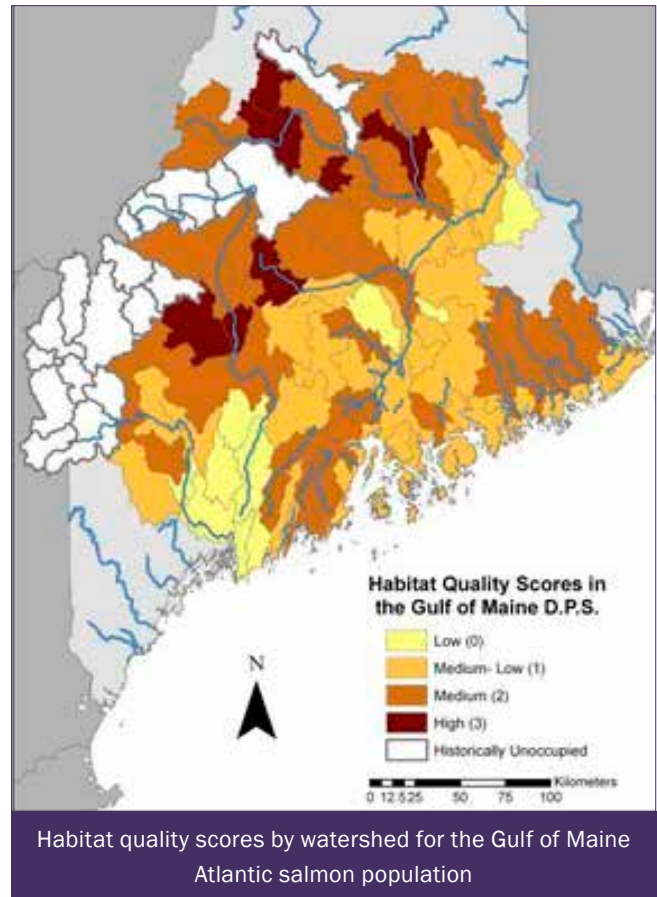 N
Habitat Quality Scores in
the Gulf of Maine D.P.S.
Low (0)
Medium- Low (1)
Medium (2)
High (3)
Historically Unoccupied
Kilometers
0 12.525 50 75 100
Habitat quality scores by watershed for the Gulf of Maine
Atlantic salmon population